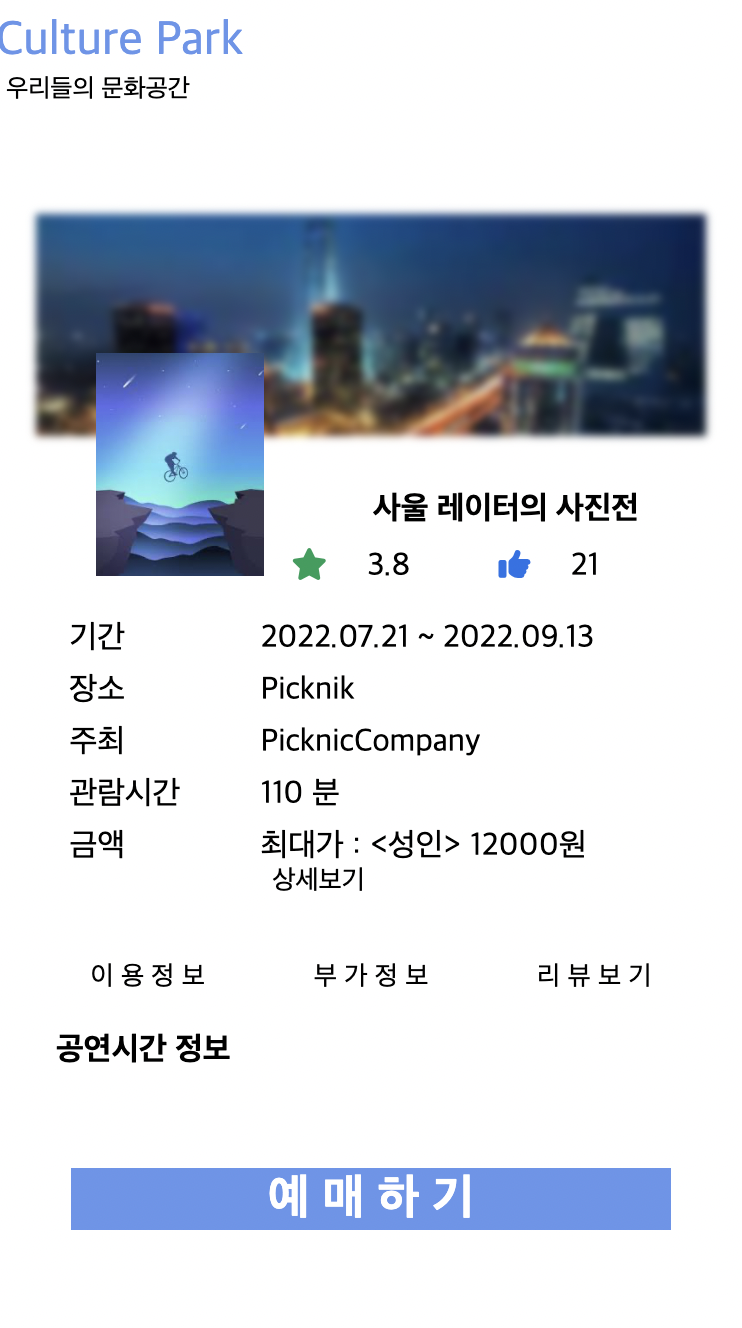 Culture Park
우리들의 문화공간
사울 레이터의 사진전
3.8 21
기간 2022.07.21 ~ 2022.09.13
장소 Picknik
주최 PicknicCompany
관람시간 110 분
금액 최대가 : <성인> 12000원
상세보기
이 용 정 보 부 가 정 보 리 뷰 보 기
공연시간 정보
예 매 하 기